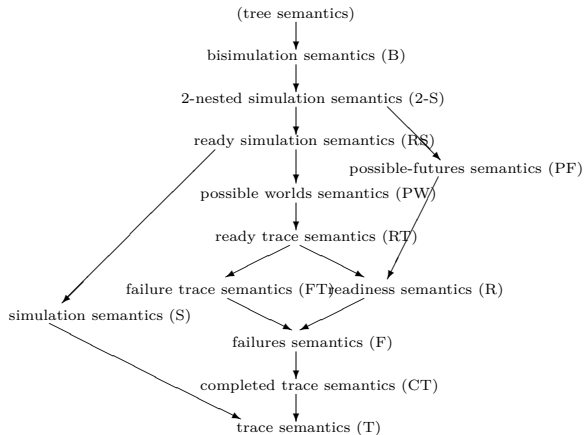 (tree semantics)
bisimulation semantics (B)
2-nested simulation semantics (2-S)
ready simulation semantics (RS)
possible-futures semantics (PF)
possible worlds semantics (PW)
ready trace semantics (RT)
failure trace semantics (FT)
readiness semantics (R)
simulation semantics (S)
failures semantics (F)
completed trace semantics (CT)
trace semantics (T)